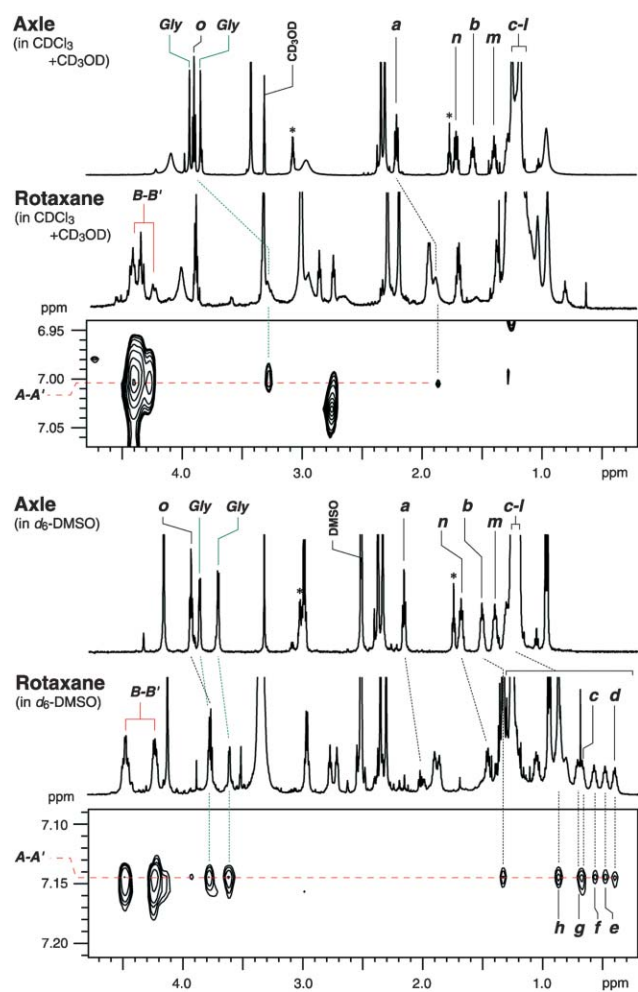 Axle
(in CDCl3
+CD3OD)
Gly o Gly CD3OD * a * n b m c-l
Rotaxane
(in CDCl3
+CD3OD)
B-B'
ppm
6.95
7.00
A-A'
7.05
4.0 3.0 2.0 1.0 ppm
Axle
(in d6-DMSO)
o Gly Gly * DMSO a * n b m c-l
Rotaxane
(in d6-DMSO)
B-B' c d
ppm
7.10
A-A'
7.15
h g f e
7.20
4.0 3.0 2.0 1.0 ppm